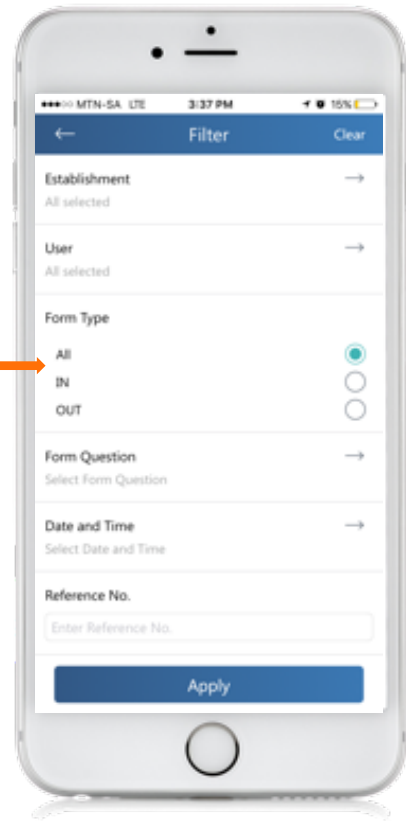 MTN-SA LTE 3:37 PM 15%
Filter Clear
Establishment
All selected
User
All selected
Form Type
All
IN
OUT
Form Question
Select Form Question
Date and Time
Select Date and Time
Reference No.
Enter Reference No.
Apply